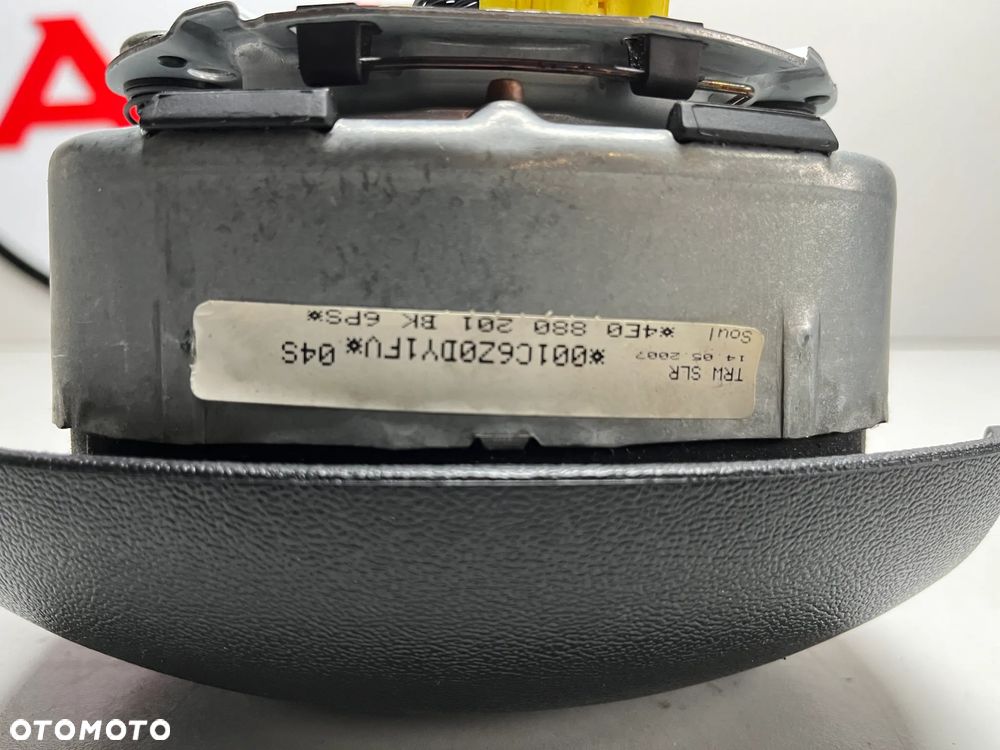 TRW SLR
*001C6Z0DY1FU* 04S
14.05.2007
*4E0 880 201 BK 6PS*
Soul
OTOMOTO